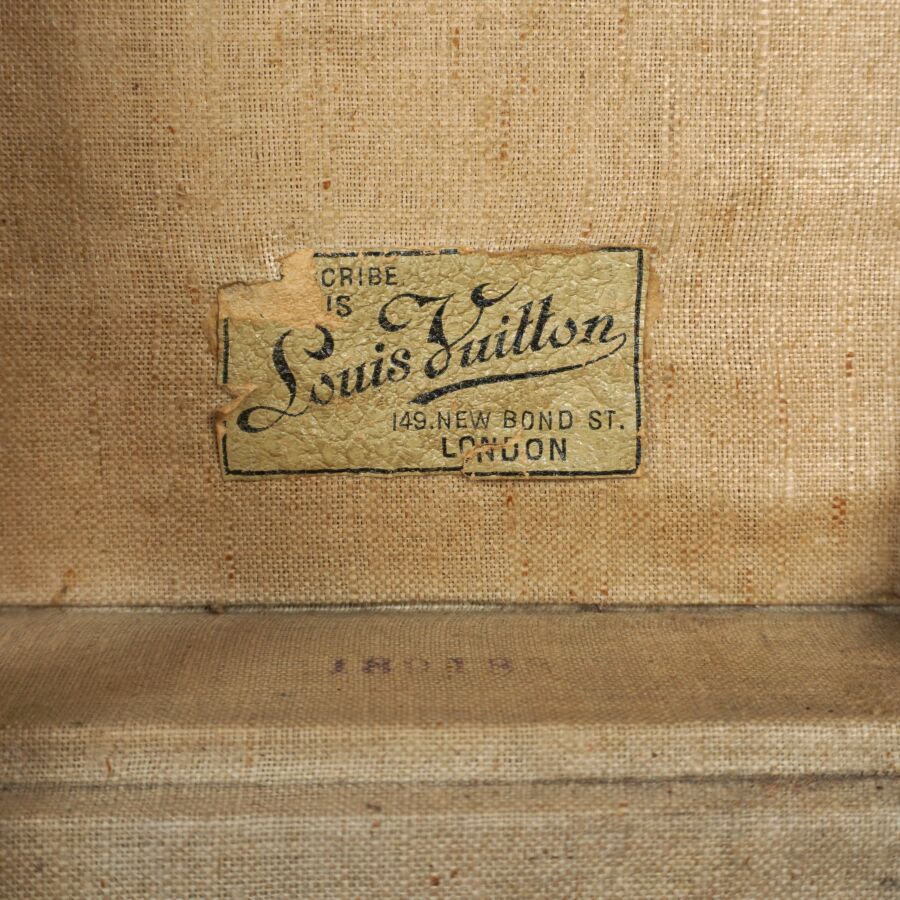 CRIBE
IS
Louis Vuitton
149. NEW BOND ST.
LONDON